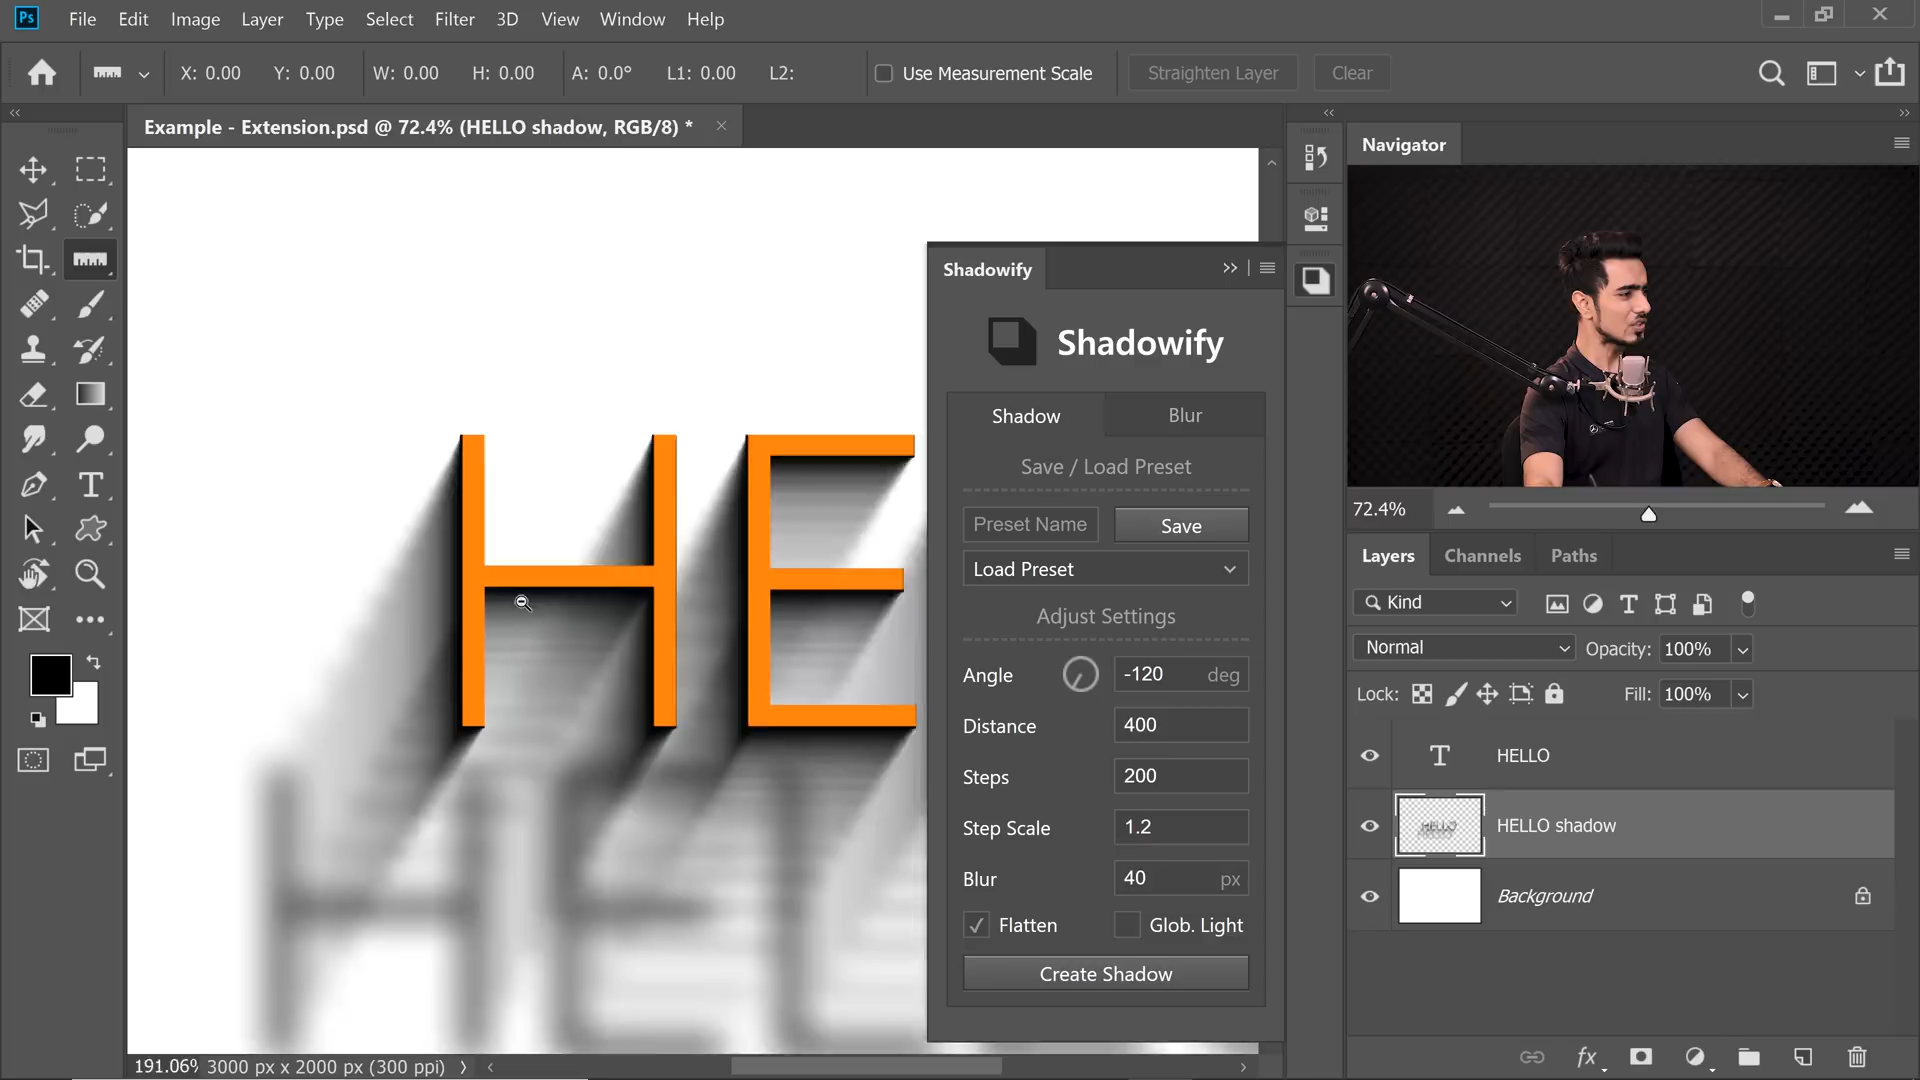 Ps File Edit Image Layer Type Select Filter 3D View Window Help
X: 0.00 Y: 0.00 W: 0.00 H: 0.00 A: 0.0° L1: 0.00 L2: Use Measurement Scale Straighten Layer Clear
Example - Extension.psd @ 72.4% (HELLO shadow, RGB/8) *
HE
Shadowify
Shadowify
Shadow Blur
Save / Load Preset
Preset Name Save
Load Preset
Adjust Settings
Angle -120 deg
Distance 400
Steps 200
Step Scale 1.2
Blur 40 px
Flatten Glob. Light
Create Shadow
191.06% 3000 px x 2000 px (300 ppi)
Navigator
72.4%
Layers Channels Paths
Kind
Normal Opacity: 100%
Lock: Fill: 100%
T HELLO
HELLO shadow
Background
fx